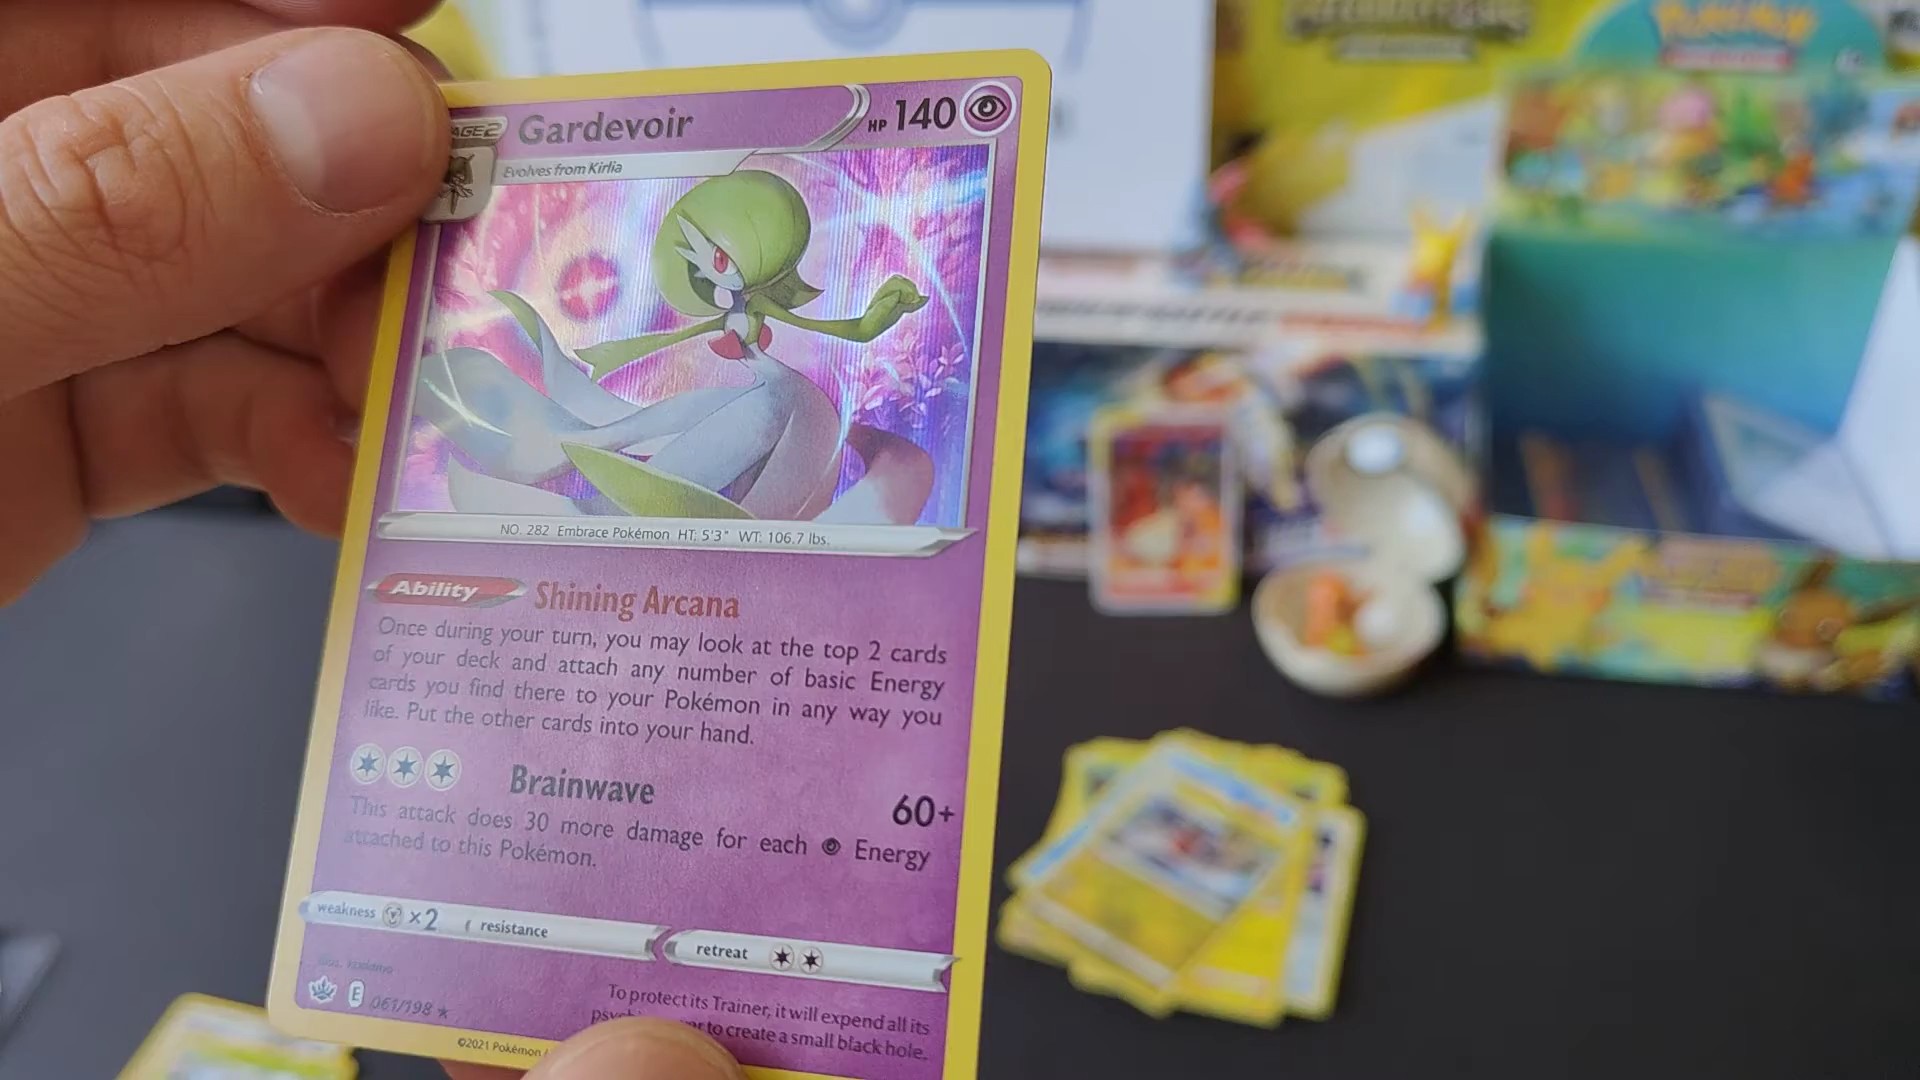 AGE2 Gardevoir HP 140
Evolves from Kirlia
NO. 282 Embrace Pokémon HT: 5'3" WT: 106.7 lbs.
Ability Shining Arcana
Once during your turn, you may look at the top 2 cards
of your deck and attach any number of basic Energy
cards you find there to your Pokémon in any way you
like. Put the other cards into your hand.
Brainwave 60+
This attack does 30 more damage for each Energy
attached to this Pokémon.
weakness ×2 resistance retreat
E 061/198
To protect its Trainer, it will expend all its
to create a small black hole.
©2021 Pokémon
POKÉMON